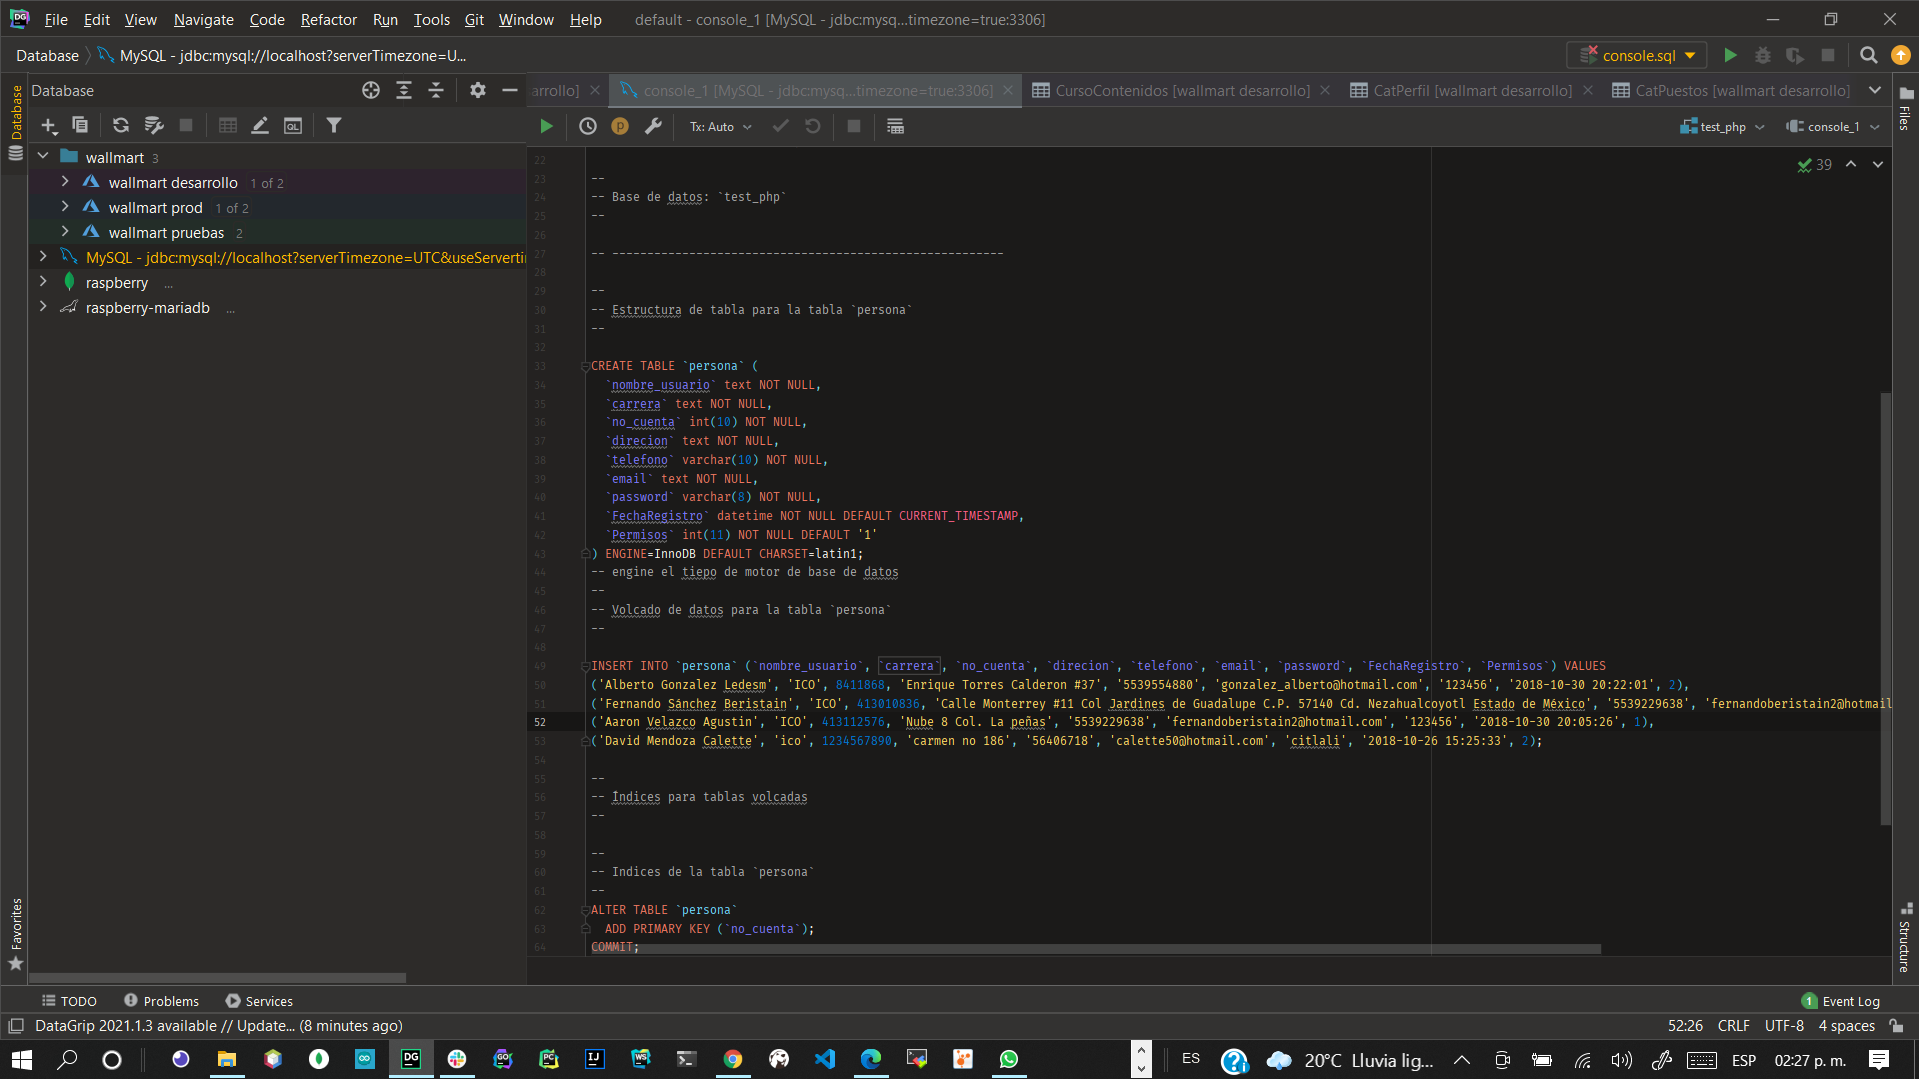 File Edit View Navigate Code Refactor Run Tools Git Window Help default - console_1 [MySQL - jdbc:mysq...timezone=true:3306]
Database MySQL - jdbc:mysql://localhost?serverTimezone=U... console.sql
Database arrollo] console_1 [MySQL - jdbc:mysq...timezone=true:3306] CursoContenidos [wallmart desarrollo] CatPerfil [wallmart desarrollo] CatPuestos [wallmart desarrollo]
Database
Files
Tx: Auto test_php console_1
wallmart 3
wallmart desarrollo 1 of 2
wallmart prod 1 of 2
wallmart pruebas 2
MySQL - jdbc:mysql://localhost?serverTimezone=UTC&useServerti
raspberry ...
raspberry-mariadb ...
39
22
23 --
24 -- Base de datos: `test_php`
25 --
26
27 -- --------------------------------------------------------
28
29 --
30 -- Estructura de tabla para la tabla `persona`
31 --
32
33 CREATE TABLE `persona` (
34 `nombre_usuario` text NOT NULL,
35 `carrera` text NOT NULL,
36 `no_cuenta` int(10) NOT NULL,
37 `direcion` text NOT NULL,
38 `telefono` varchar(10) NOT NULL,
39 `email` text NOT NULL,
40 `password` varchar(8) NOT NULL,
41 `FechaRegistro` datetime NOT NULL DEFAULT CURRENT_TIMESTAMP,
42 `Permisos` int(11) NOT NULL DEFAULT '1'
43 ) ENGINE=InnoDB DEFAULT CHARSET=latin1;
44 -- engine el tiepo de motor de base de datos
45 --
46 -- Volcado de datos para la tabla `persona`
47 --
48
49 INSERT INTO `persona` (`nombre_usuario`, `carrera`, `no_cuenta`, `direcion`, `telefono`, `email`, `password`, `FechaRegistro`, `Permisos`) VALUES
50 ('Alberto Gonzalez Ledesm', 'ICO', 8411868, 'Enrique Torres Calderon #37', '5539554880', 'gonzalez_alberto@hotmail.com', '123456', '2018-10-30 20:22:01', 2),
51 ('Fernando Sánchez Beristain', 'ICO', 413010836, 'Calle Monterrey #11 Col Jardines de Guadalupe C.P. 57140 Cd. Nezahualcoyotl Estado de México', '5539229638', 'fernandoberistain2@hotmail
52 ('Aaron Velazco Agustin', 'ICO', 413112576, 'Nube 8 Col. La peñas', '5539229638', 'fernandoberistain2@hotmail.com', '123456', '2018-10-30 20:05:26', 1),
53 ('David Mendoza Calette', 'ico', 1234567890, 'carmen no 186', '56406718', 'calette50@hotmail.com', 'citlali', '2018-10-26 15:25:33', 2);
54
55 --
56 -- Índices para tablas volcadas
57 --
58
59 --
60 -- Indices de la tabla `persona`
61 --
62 ALTER TABLE `persona`
63 ADD PRIMARY KEY (`no_cuenta`);
64 COMMIT;
Favorites
Structure
TODO Problems Services 1 Event Log
DataGrip 2021.1.3 available // Update... (8 minutes ago) 52:26 CRLF UTF-8 4 spaces
ES 20°C Lluvia lig... ESP 02:27 p. m.